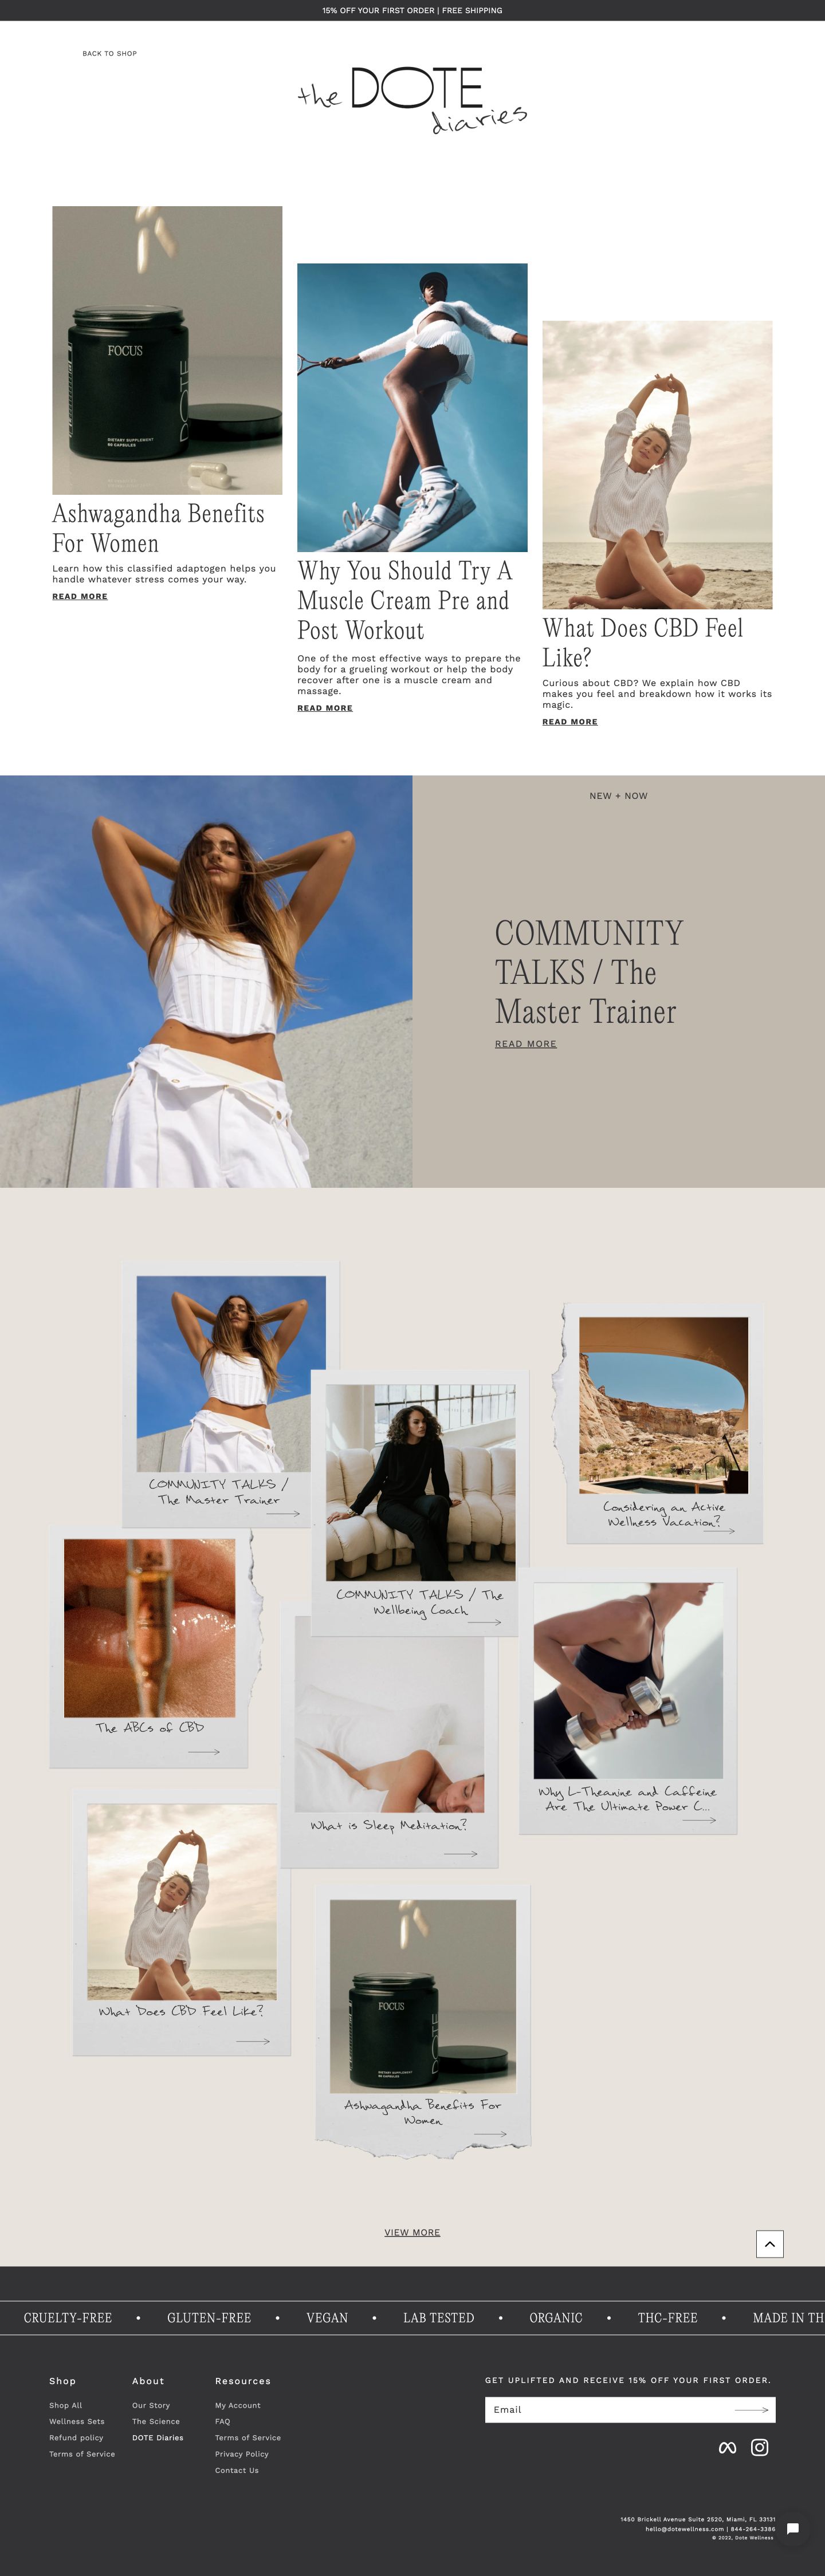 15% OFF YOUR FIRST ORDER | FREE SHIPPING
BACK TO SHOP
the DOTE
diaries
FOCUS
DOTE
DIETARY SUPPLEMENT
60 CAPSULES
Ashwagandha Benefits
For Women
Learn how this classified adaptogen helps you
handle whatever stress comes your way.
READ MORE
Why You Should Try A
Muscle Cream Pre and
Post Workout
One of the most effective ways to prepare the
body for a grueling workout or help the body
recover after one is a muscle cream and
massage.
READ MORE
What Does CBD Feel
Like?
Curious about CBD? We explain how CBD
makes you feel and breakdown how it works its
magic.
READ MORE
NEW + NOW
COMMUNITY
TALKS / The
Master Trainer
READ MORE
COMMUNITY TALKS /
The Master Trainer
COMMUNITY TALKS / The
Wellbeing Coach
Considering an Active
Wellness Vacation?
The ABCs of CBD
What is Sleep Meditation?
Why L-Theanine and Caffeine
Are The Ultimate Power C...
What Does CBD Feel Like?
FOCUS
DOTE
DIETARY SUPPLEMENT
60 CAPSULES
Ashwagandha Benefits For
Women
VIEW MORE
CRUELTY-FREE • GLUTEN-FREE • VEGAN • LAB TESTED • ORGANIC • THC-FREE • MADE IN TH
Shop
Shop All
Wellness Sets
Refund policy
Terms of Service
About
Our Story
The Science
DOTE Diaries
Resources
My Account
FAQ
Terms of Service
Privacy Policy
Contact Us
GET UPLIFTED AND RECEIVE 15% OFF YOUR FIRST ORDER.
Email
1450 Brickell Avenue Suite 2520, Miami, FL 33131
hello@dotewellness.com | 844-264-3386
© 2022, Dote Wellness